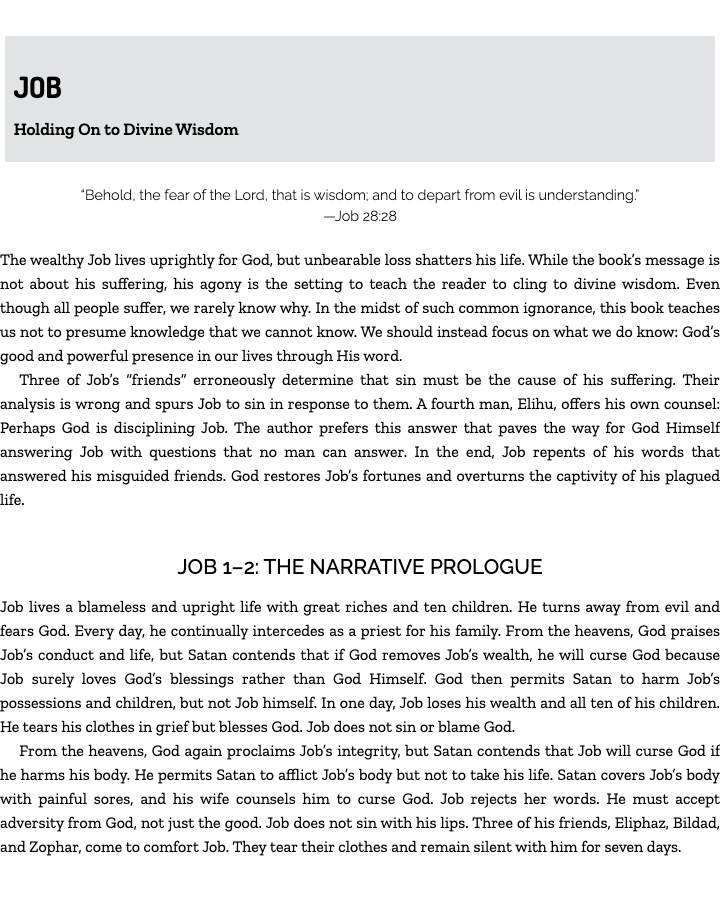 JOB
Holding On to Divine Wisdom
“Behold, the fear of the Lord, that is wisdom; and to depart from evil is understanding.”
—Job 28:28
The wealthy Job lives uprightly for God, but unbearable loss shatters his life. While the book’s message is
not about his suffering, his agony is the setting to teach the reader to cling to divine wisdom. Even
though all people suffer, we rarely know why. In the midst of such common ignorance, this book teaches
us not to presume knowledge that we cannot know. We should instead focus on what we do know: God’s
good and powerful presence in our lives through His word.
Three of Job’s “friends” erroneously determine that sin must be the cause of his suffering. Their
analysis is wrong and spurs Job to sin in response to them. A fourth man, Elihu, offers his own counsel:
Perhaps God is disciplining Job. The author prefers this answer that paves the way for God Himself
answering Job with questions that no man can answer. In the end, Job repents of his words that
answered his misguided friends. God restores Job’s fortunes and overturns the captivity of his plagued
life.
JOB 1–2: THE NARRATIVE PROLOGUE
Job lives a blameless and upright life with great riches and ten children. He turns away from evil and
fears God. Every day, he continually intercedes as a priest for his family. From the heavens, God praises
Job’s conduct and life, but Satan contends that if God removes Job’s wealth, he will curse God because
Job surely loves God’s blessings rather than God Himself. God then permits Satan to harm Job’s
possessions and children, but not Job himself. In one day, Job loses his wealth and all ten of his children.
He tears his clothes in grief but blesses God. Job does not sin or blame God.
From the heavens, God again proclaims Job’s integrity, but Satan contends that Job will curse God if
he harms his body. He permits Satan to afflict Job’s body but not to take his life. Satan covers Job’s body
with painful sores, and his wife counsels him to curse God. Job rejects her words. He must accept
adversity from God, not just the good. Job does not sin with his lips. Three of his friends, Eliphaz, Bildad,
and Zophar, come to comfort Job. They tear their clothes and remain silent with him for seven days.